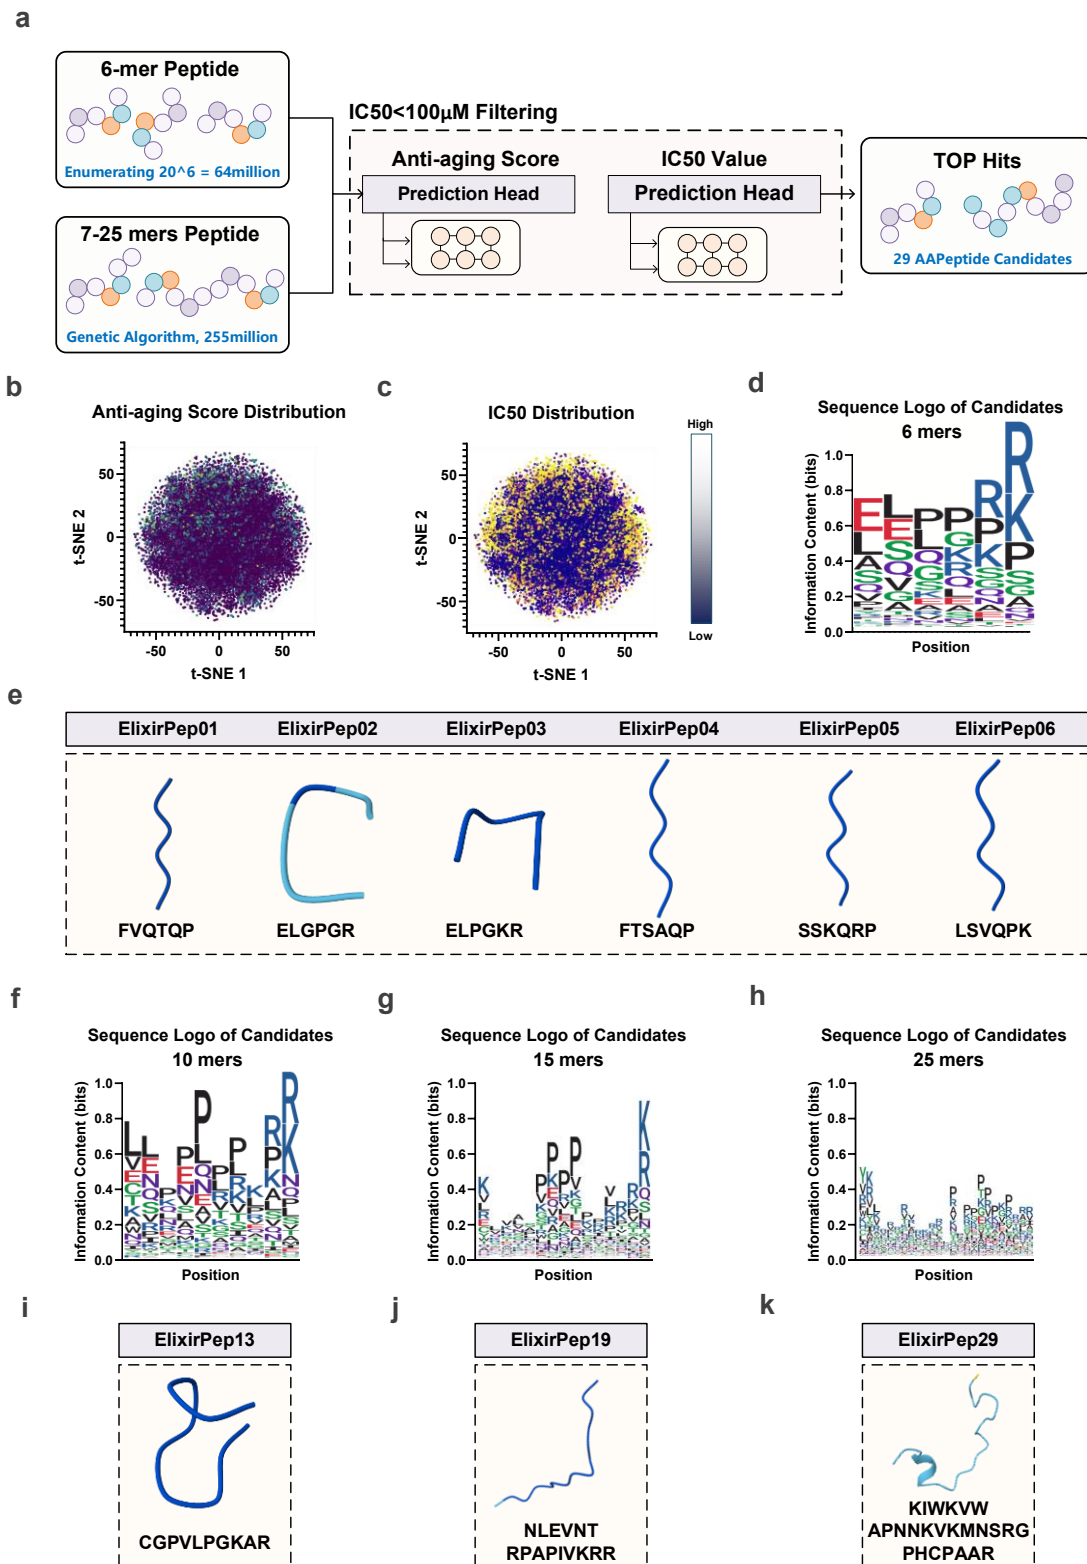 a
6-mer Peptide
Enumerating 20^6 = 64million
7-25 mers Peptide
Genetic Algorithm, 255million
IC50<100μM Filtering
Anti-aging Score
Prediction Head
IC50 Value
Prediction Head
TOP Hits
29 AAPeptide Candidates
b
Anti-aging Score Distribution
t-SNE 2
50
0
-50
-50 0 50
t-SNE 1
c
IC50 Distribution
t-SNE 2
50
0
-50
-50 0 50
t-SNE 1
High
Low
d
Sequence Logo of Candidates
6 mers
Information Content (bits)
1.0
0.8
0.6
0.4
0.2
0.0
Position
e
ElixirPep01 ElixirPep02 ElixirPep03 ElixirPep04 ElixirPep05 ElixirPep06
FVQTQP ELGPGR ELPGKR FTSAQP SSKQRP LSVQPK
f
Sequence Logo of Candidates
10 mers
Information Content (bits)
1.0
0.8
0.6
0.4
0.2
0.0
Position
g
Sequence Logo of Candidates
15 mers
Information Content (bits)
1.0
0.8
0.6
0.4
0.2
0.0
Position
h
Sequence Logo of Candidates
25 mers
Information Content (bits)
1.0
0.8
0.6
0.4
0.2
0.0
Position
i
ElixirPep13
CGPVLPGKAR
j
ElixirPep19
NLEVNT
RPAPIVKRR
k
ElixirPep29
KIWKVW
APNNKVKMNSRG
PHCPAAR